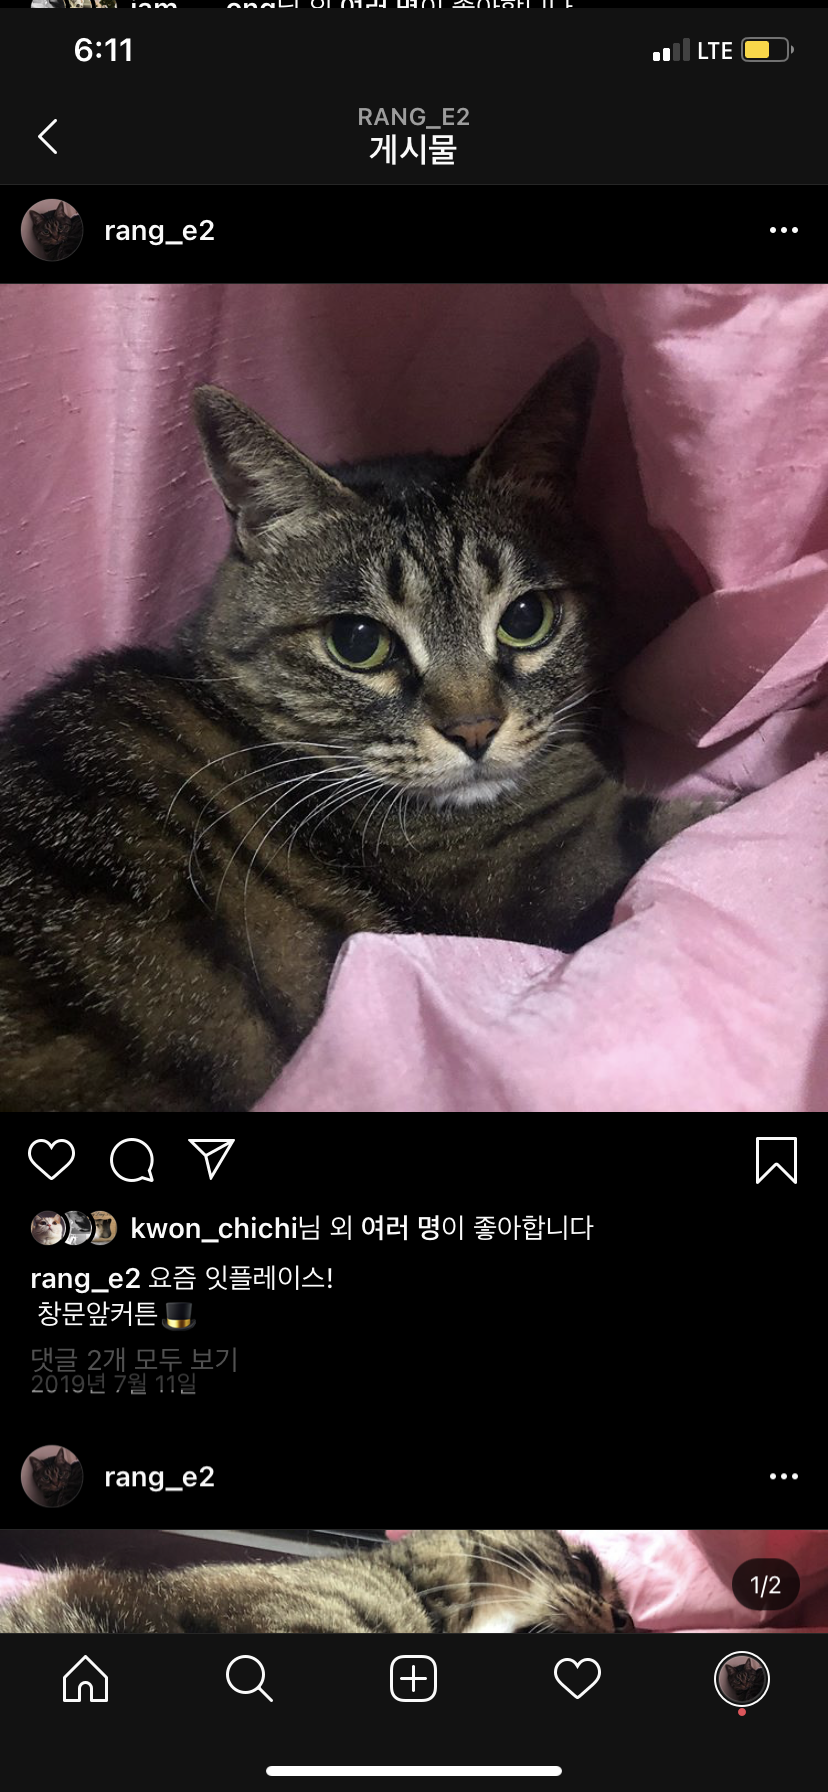 6:11 LTE
RANG_E2
게시물
rang_e2
kwon_chichi님 외 여러 명이 좋아합니다
rang_e2 요즘 잇플레이스!
창문앞커튼🎩
댓글 2개 모두 보기
2019년 7월 11일
rang_e2
1/2